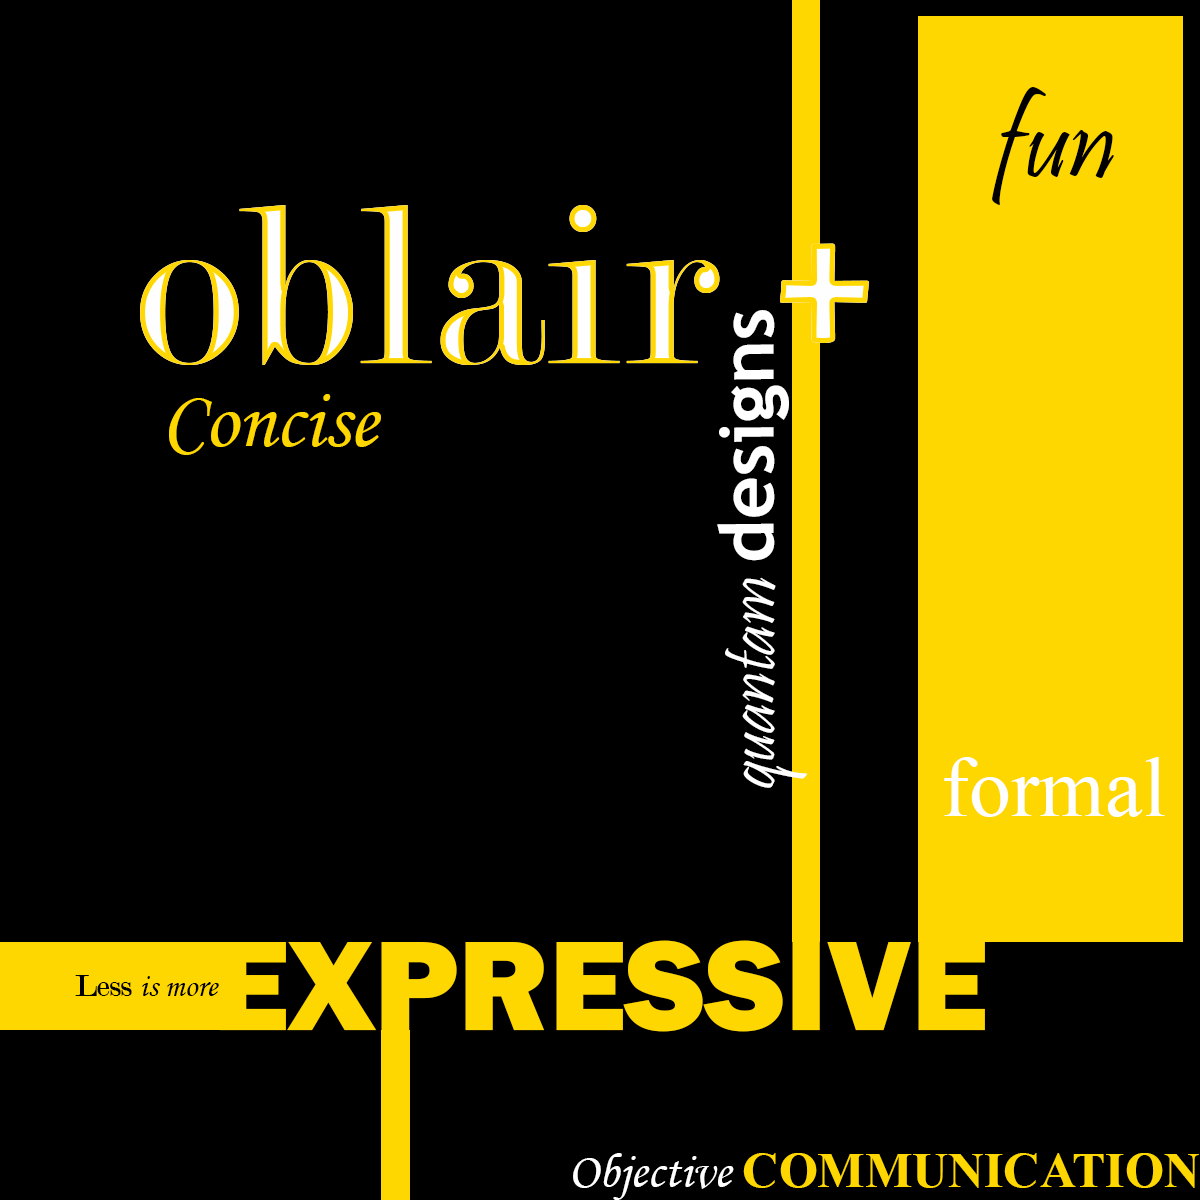 fun
oblair+
Concise
quantam designs
formal
Less is more
EXPRESSIVE
Objective COMMUNICATION